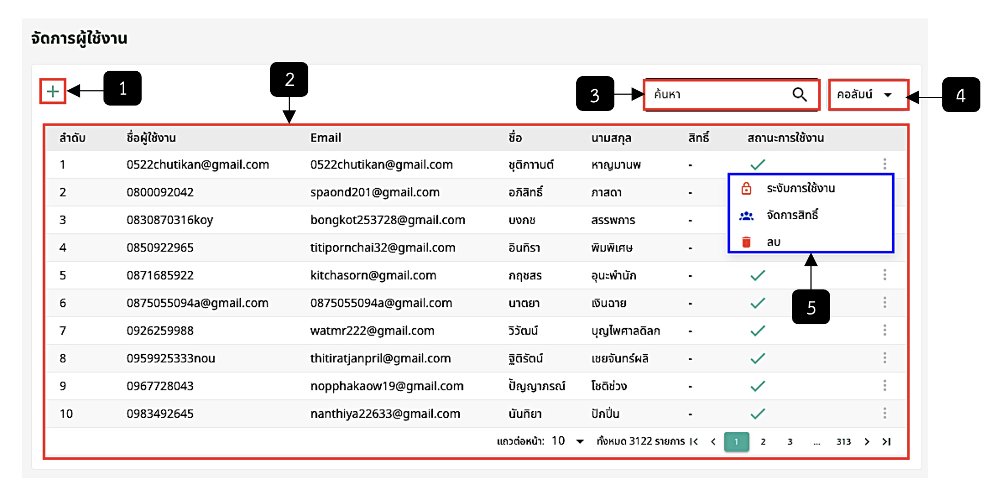 จัดการผู้ใช้งาน
1
2
3
ค้นหา
คอลัมน์
4
ลำดับ ชื่อผู้ใช้งาน Email ชื่อ นามสกุล สิทธิ์ สถานะการใช้งาน
1 0522chutikan@gmail.com 0522chutikan@gmail.com ชุติกาานต์ หาญมานพ -
2 0800092042 spaond201@gmail.com อภิสิทธิ์ ภาสดา -
3 0830870316koy bongkot253728@gmail.com บงกช สรรพการ -
4 0850922965 titipornchai32@gmail.com อินทิรา พิมพิเศษ -
ระงับการใช้งาน
จัดการสิทธิ์
ลบ
5 0871685922 kitchasorn@gmail.com กฤชสร อุนะพำนัก -
6 0875055094a@gmail.com 0875055094a@gmail.com นาตยา เงินฉาย -
5
7 0926259988 watmr222@gmail.com วิวัฒน์ บุญไพศาลดิลก -
8 0959925333nou thitiratjanpril@gmail.com ฐิติรัตน์ เชยจันทร์ผลิ -
9 0967728043 nopphakaow19@gmail.com ปัญญาภรณ์ โชติช่วง -
10 0983492645 nanthiya22633@gmail.com นันทิยา ปักปิ่น -
แถวต่อหน้า: 10 ทั้งหมด 3122 รายการ 1 2 3 ... 313